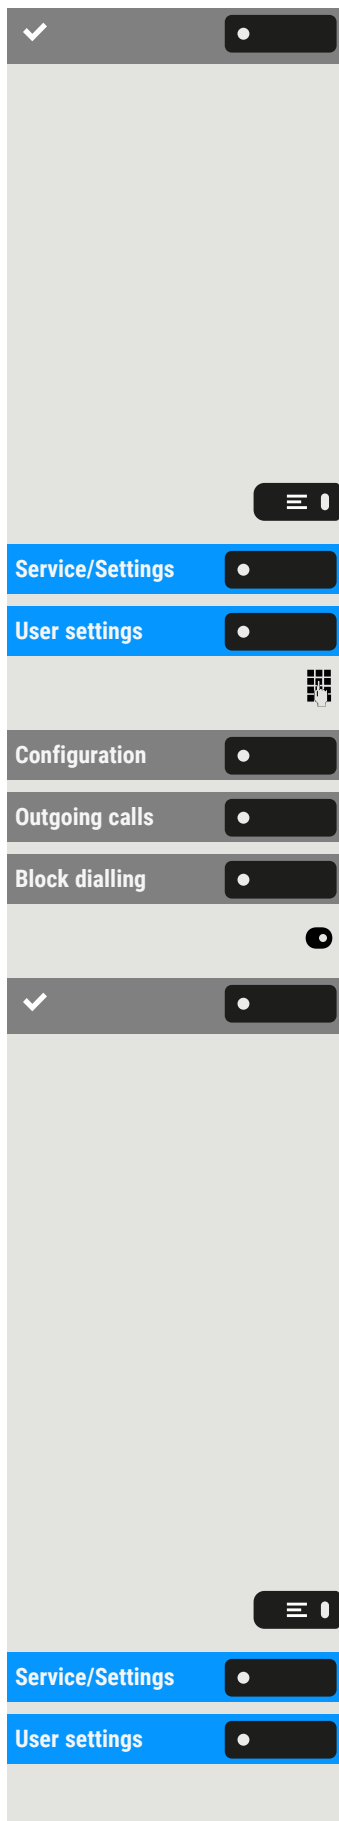 Service/Settings
User settings
Configuration
Outgoing calls
Block dialling
Service/Settings
User settings